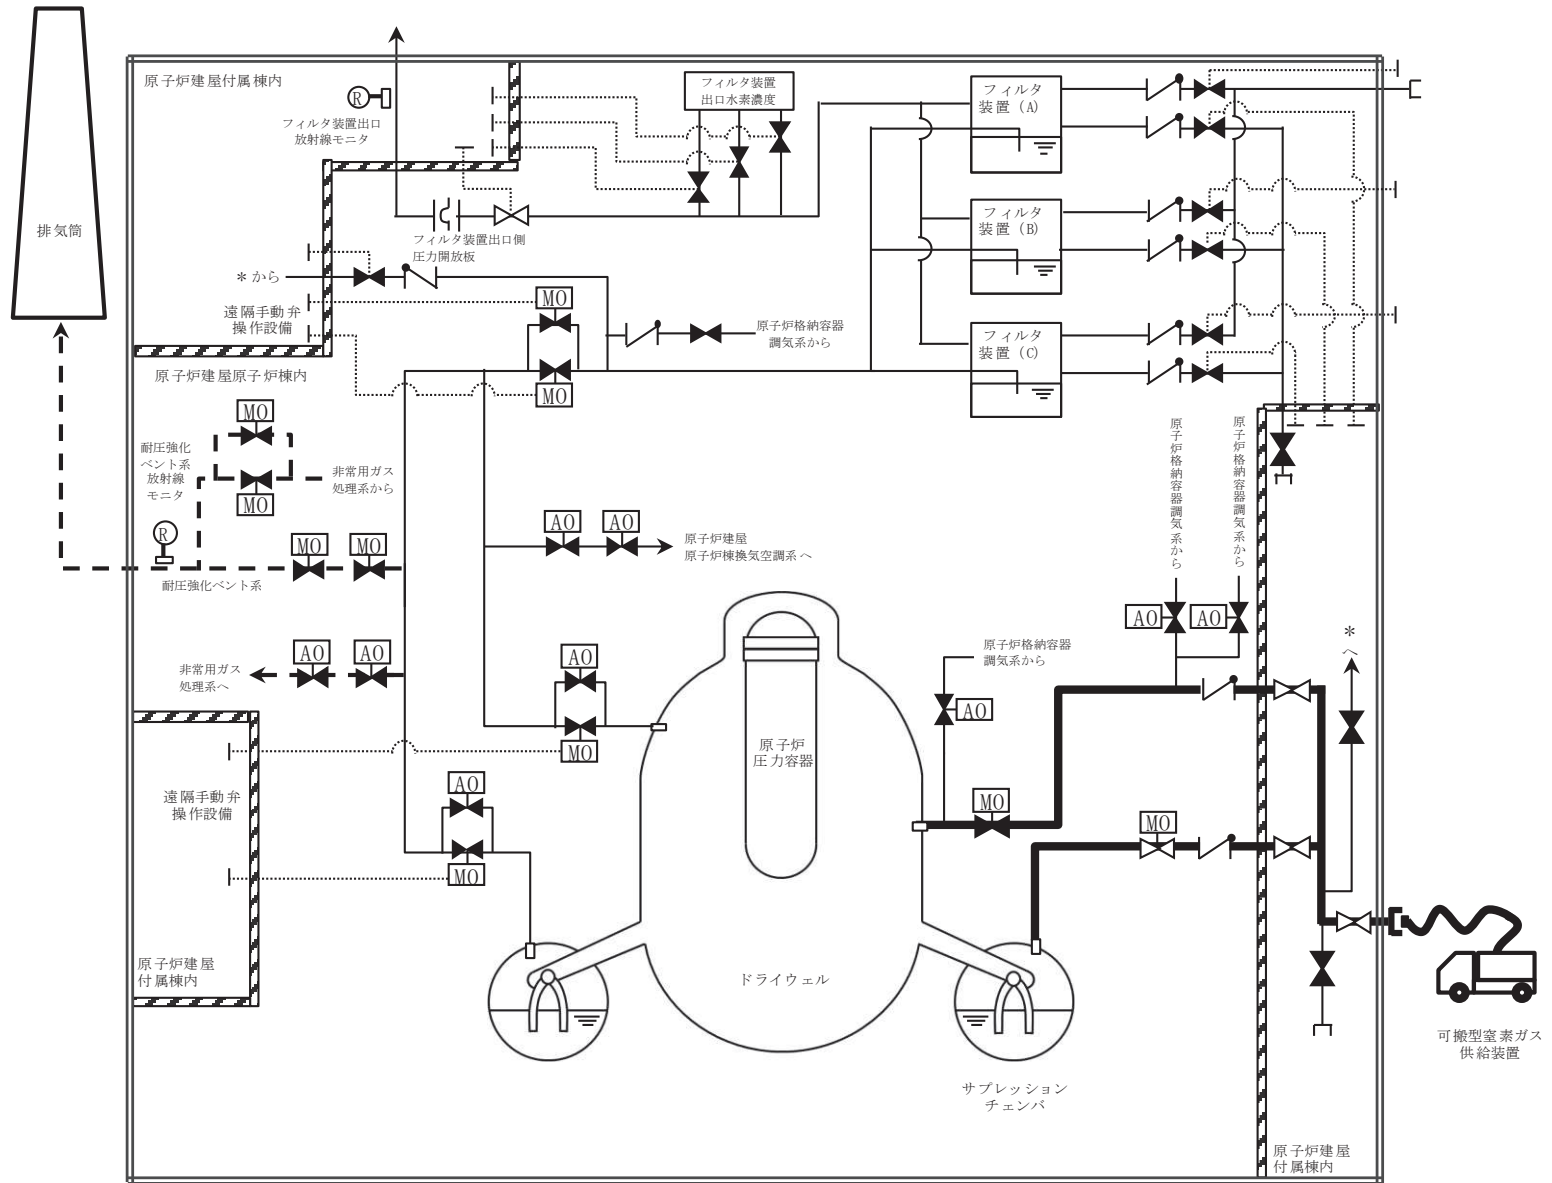 原子炉建屋付属棟内
R
フィルタ装置出口
放射線モニタ
フィルタ装置
出口水素濃度
フィルタ
装置（A）
フィルタ
装置（B）
フィルタ
装置（C）
排気筒
フィルタ装置出口側
圧力開放板
＊から
遠隔手動弁
操作設備
MO
MO
原子炉格納容器
調気系から
原子炉建屋原子炉棟内
MO
MO
耐圧強化
ベント系
放射線
モニタ
R
非常用ガス
処理系から
MO
MO
耐圧強化ベント系
AO
AO
原子炉建屋
原子炉棟換気空調系へ
原子炉格納容器調気系から
原子炉格納容器調気系から
AO
AO
＊へ
AO
AO
非常用ガス
処理系へ
AO
MO
原子炉格納容器
調気系から
AO
原子炉
圧力容器
MO
MO
遠隔手動弁
操作設備
AO
MO
原子炉建屋
付属棟内
ドライウェル
サプレッション
チェンバ
可搬型窒素ガス
供給装置
原子炉建屋
付属棟内